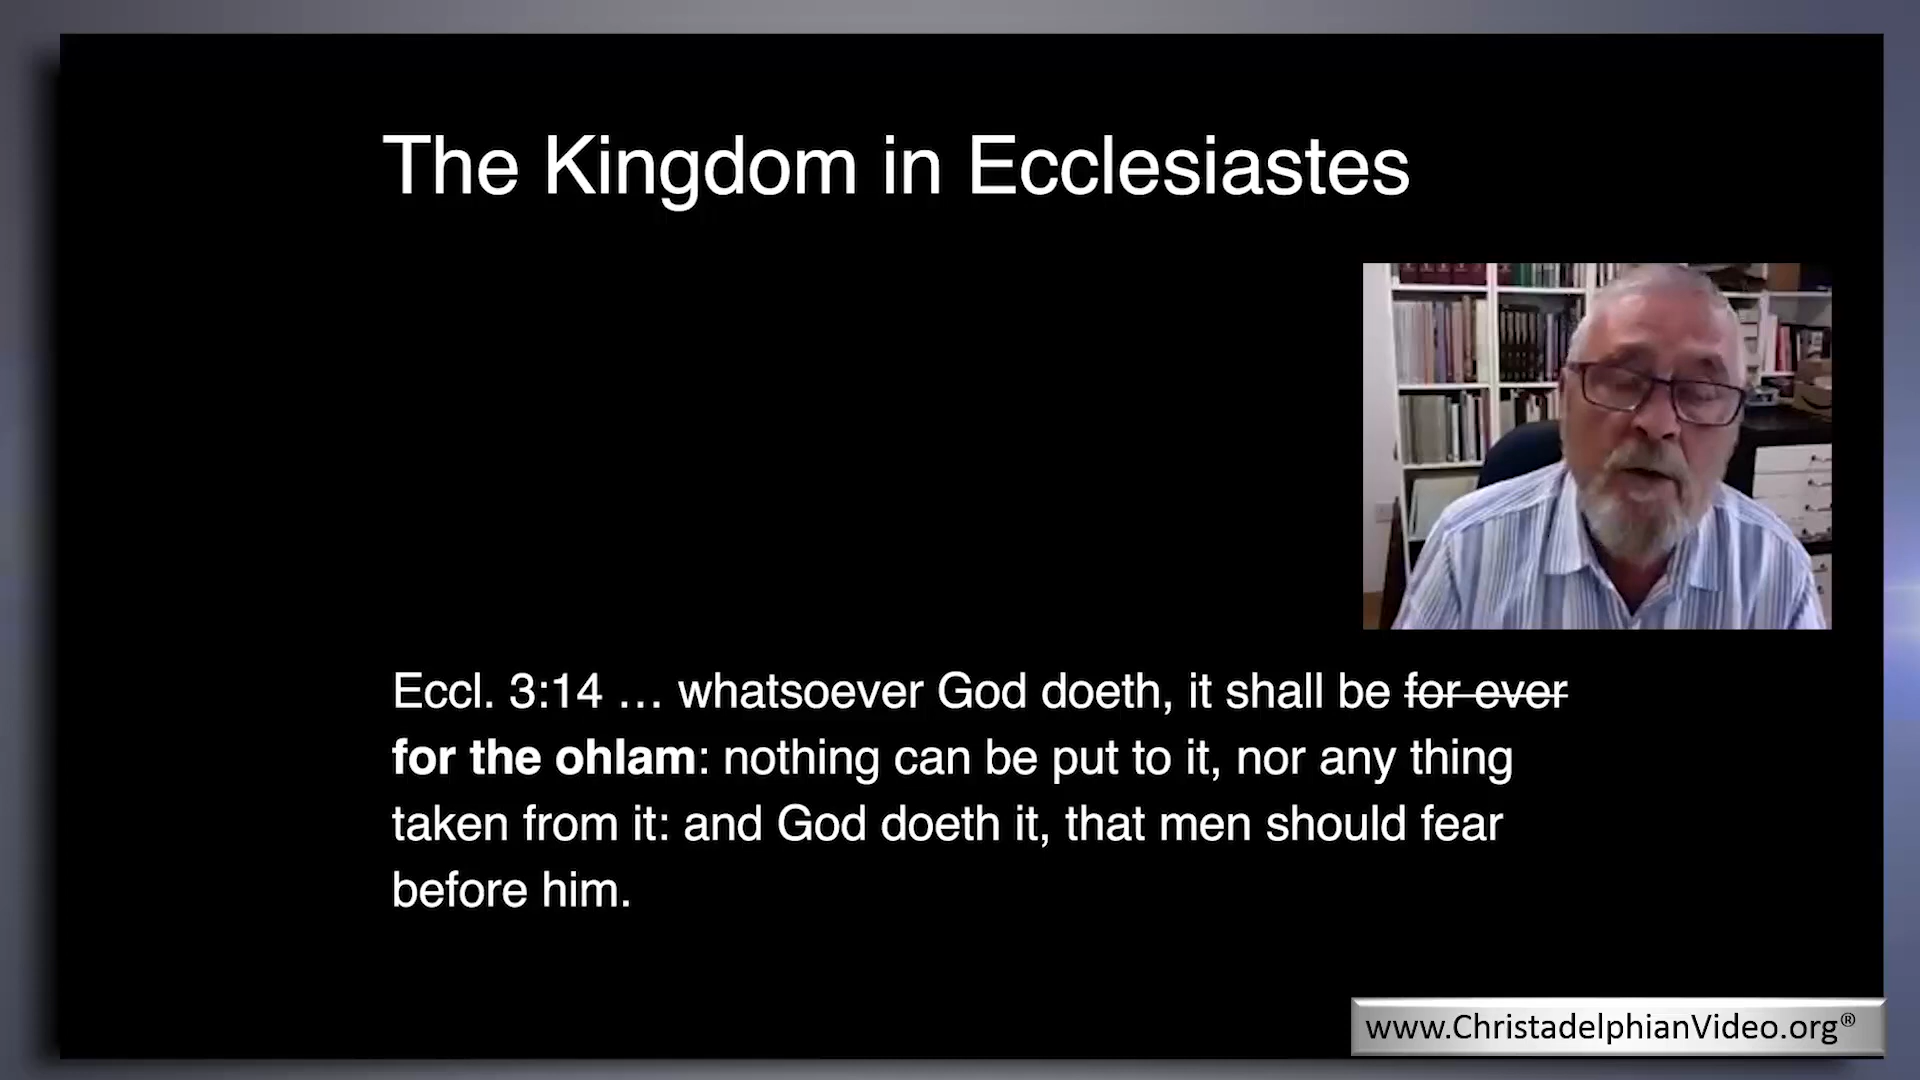 The Kingdom in Ecclesiastes
Eccl. 3:14 … whatsoever God doeth, it shall be for ever
for the ohlam: nothing can be put to it, nor any thing
taken from it: and God doeth it, that men should fear
before him.
www.ChristadelphianVideo.org®